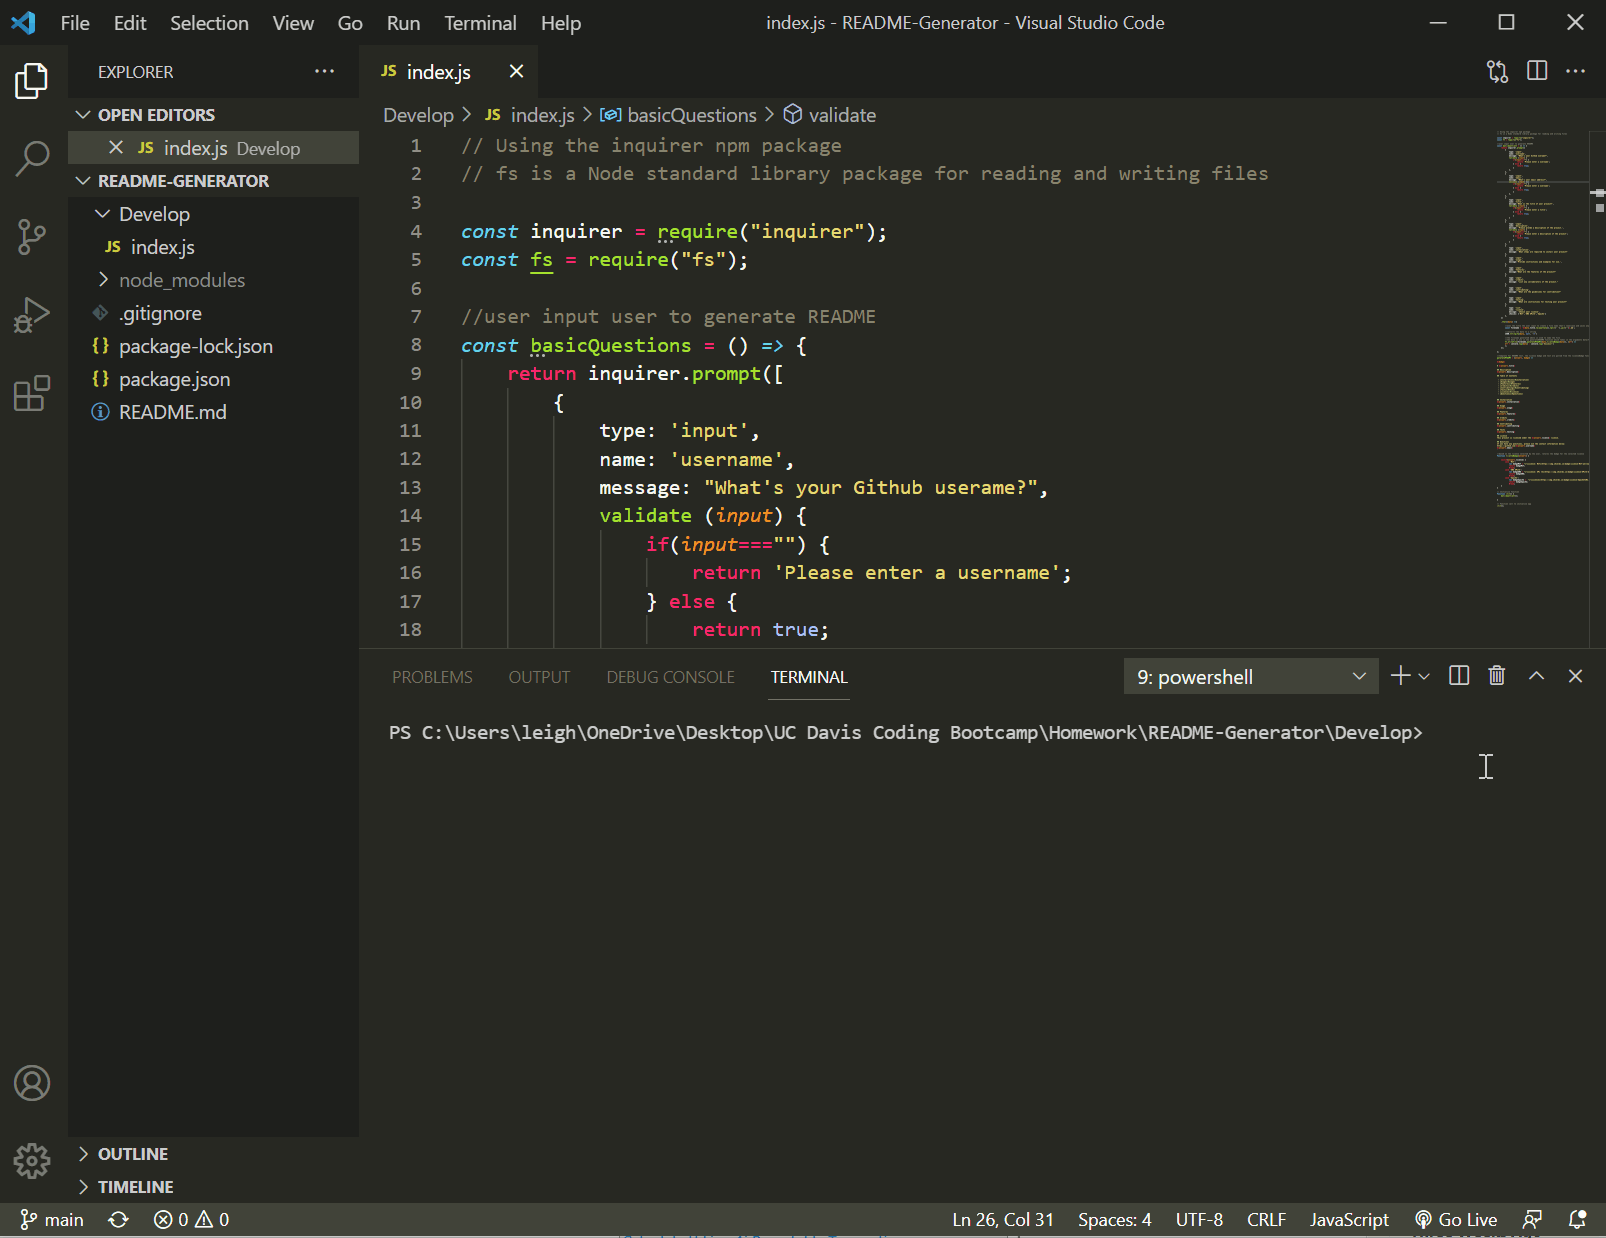 File Edit Selection View Go Run Terminal Help
index.js - README-Generator - Visual Studio Code
EXPLORER
OPEN EDITORS
JS index.js Develop
README-GENERATOR
Develop
JS index.js
node_modules
.gitignore
{} package-lock.json
{} package.json
README.md
OUTLINE
TIMELINE
JS index.js
Develop > JS index.js > basicQuestions > validate
1 // Using the inquirer npm package
2 // fs is a Node standard library package for reading and writing files
3
4 const inquirer = require("inquirer");
5 const fs = require("fs");
6
7 //user input user to generate README
8 const basicQuestions = () => {
9 return inquirer.prompt([
10 {
11 type: 'input',
12 name: 'username',
13 message: "What's your Github userame?",
14 validate (input) {
15 if(input==="") {
16 return 'Please enter a username';
17 } else {
18 return true;
PROBLEMS OUTPUT DEBUG CONSOLE TERMINAL
9: powershell
PS C:\Users\leigh\OneDrive\Desktop\UC Davis Coding Bootcamp\Homework\README-Generator\Develop>
main 0 0
Ln 26, Col 31 Spaces: 4 UTF-8 CRLF JavaScript Go Live